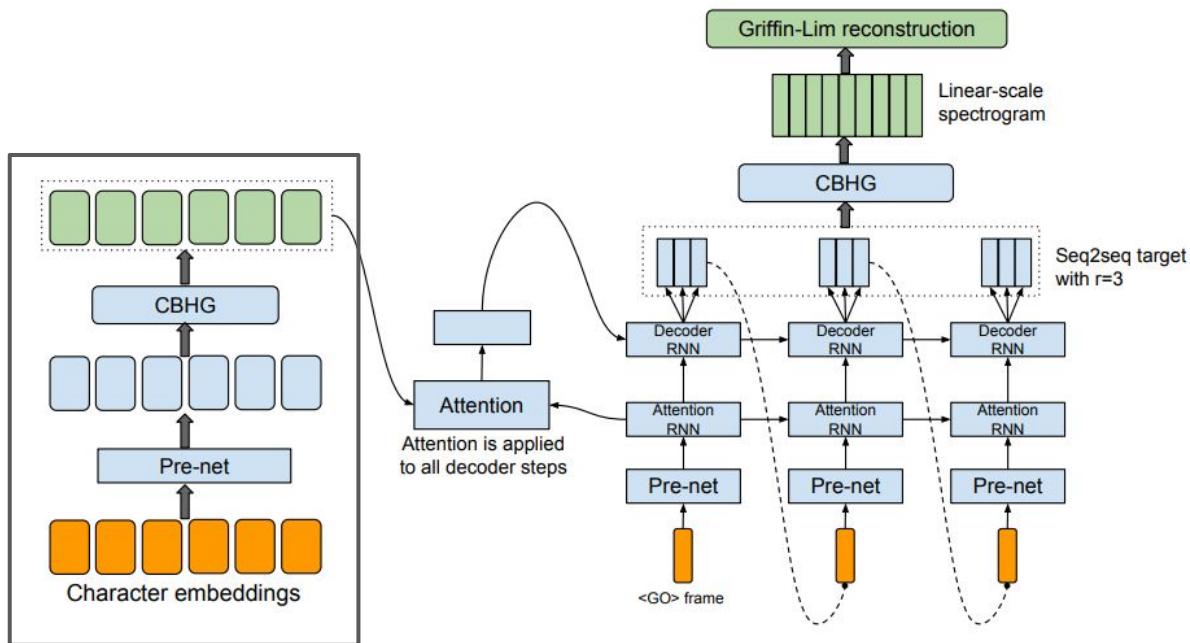 Griffin-Lim reconstruction
Linear-scale
spectrogram
CBHG
Seq2seq target
with r=3
CBHG
Pre-net
Character embeddings
Attention
Attention is applied
to all decoder steps
Decoder
RNN
Decoder
RNN
Decoder
RNN
Attention
RNN
Attention
RNN
Attention
RNN
Pre-net
Pre-net
Pre-net
<GO> frame